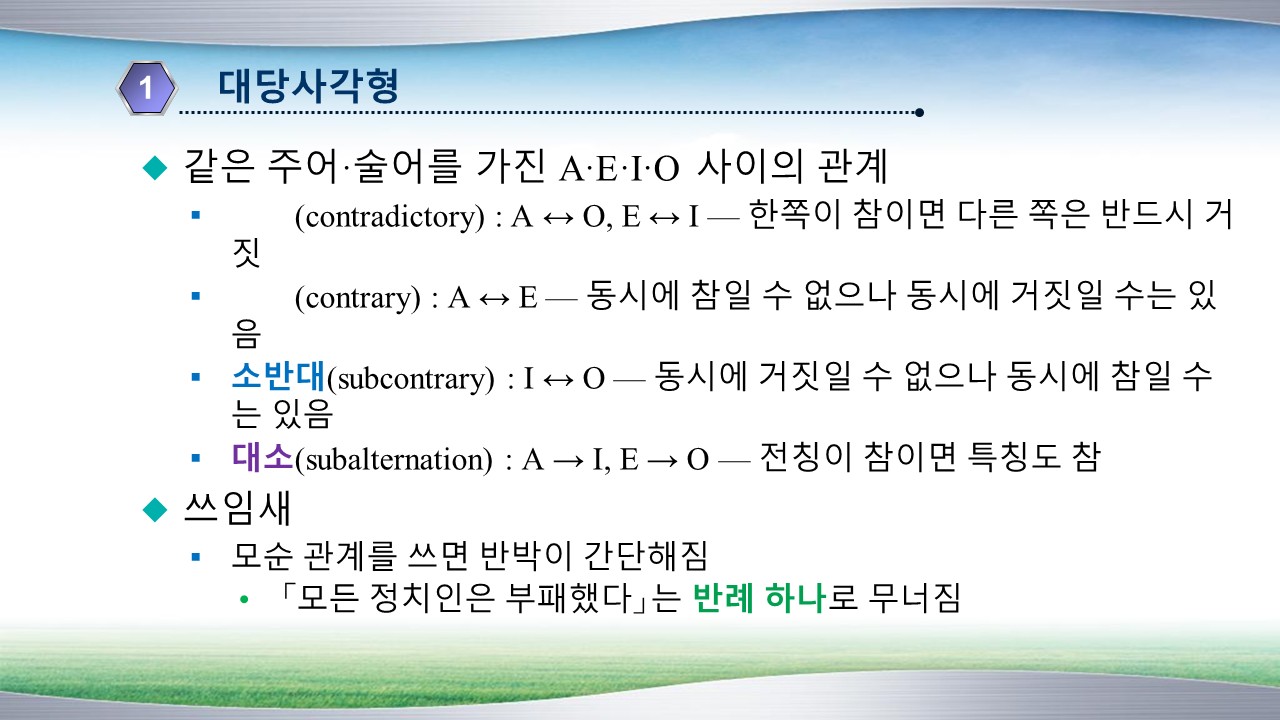 1 대당사각형
같은 주어·술어를 가진 A·E·I·O 사이의 관계
(contradictory) : A ↔ O, E ↔ I — 한쪽이 참이면 다른 쪽은 반드시 거
짓
(contrary) : A ↔ E — 동시에 참일 수 없으나 동시에 거짓일 수는 있
음
소반대(subcontrary) : I ↔ O — 동시에 거짓일 수 없으나 동시에 참일 수
는 있음
대소(subalternation) : A → I, E → O — 전칭이 참이면 특칭도 참
쓰임새
모순 관계를 쓰면 반박이 간단해짐
「모든 정치인은 부패했다」는 반례 하나로 무너짐